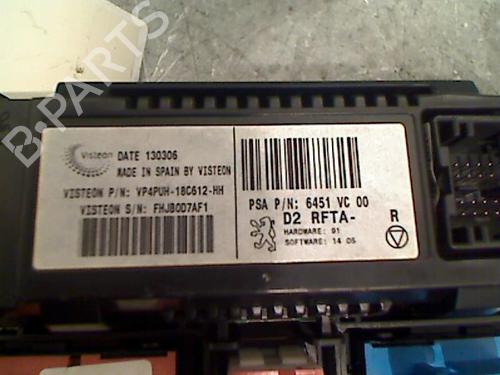 B-PARTS
Visteon
DATE 130306
MADE IN SPAIN BY VISTEON
VISTEON P/N: VP4PUH-18C612-HH
VISTEON S/N: FHJB0D7AF1
PSA P/N: 6451 VC 00
D2 RFTA- R
HARDWARE: 01
SOFTWARE: 14 05